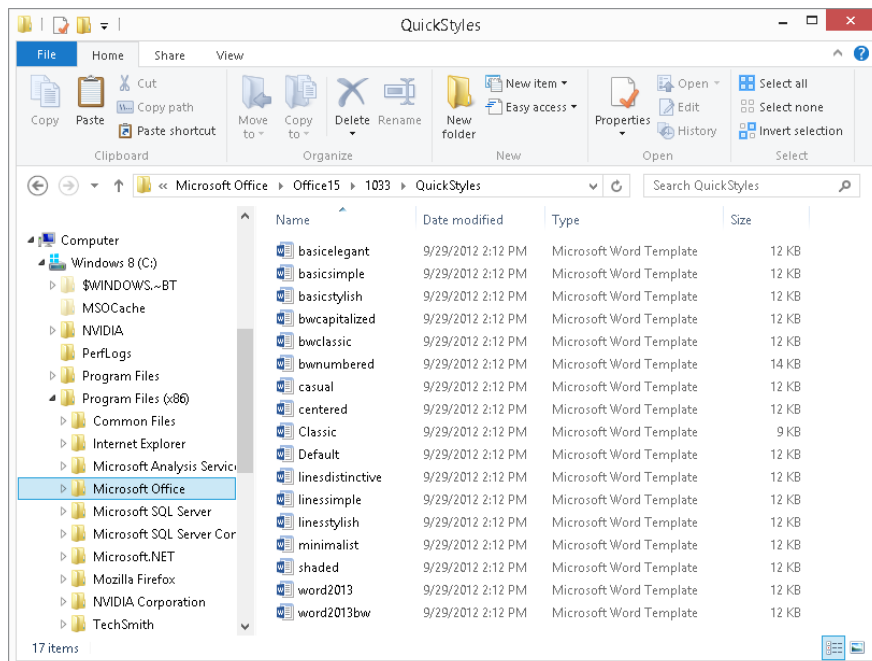 QuickStyles
File Home Share View
Copy
Paste
Cut
Copy path
Paste shortcut
Clipboard
Move to
Copy to
Delete
Rename
Organize
New folder
New item
Easy access
New
Properties
Open
Edit
History
Open
Select all
Select none
Invert selection
Select
« Microsoft Office Office15 1033 QuickStyles
Search QuickStyles
Computer
Windows 8 (C:)
$WINDOWS.~BT
MSOCache
NVIDIA
PerfLogs
Program Files
Program Files (x86)
Common Files
Internet Explorer
Microsoft Analysis Servic
Microsoft Office
Microsoft SQL Server
Microsoft SQL Server Cor
Microsoft.NET
Mozilla Firefox
NVIDIA Corporation
TechSmith
Name Date modified Type Size
basicelegant 9/29/2012 2:12 PM Microsoft Word Template 12 KB
basicsimple 9/29/2012 2:12 PM Microsoft Word Template 12 KB
basicstylish 9/29/2012 2:12 PM Microsoft Word Template 12 KB
bwcapitalized 9/29/2012 2:12 PM Microsoft Word Template 12 KB
bwclassic 9/29/2012 2:12 PM Microsoft Word Template 12 KB
bwnumbered 9/29/2012 2:12 PM Microsoft Word Template 14 KB
casual 9/29/2012 2:12 PM Microsoft Word Template 12 KB
centered 9/29/2012 2:12 PM Microsoft Word Template 12 KB
Classic 9/29/2012 2:12 PM Microsoft Word Template 9 KB
Default 9/29/2012 2:12 PM Microsoft Word Template 12 KB
linesdistinctive 9/29/2012 2:12 PM Microsoft Word Template 12 KB
linessimple 9/29/2012 2:12 PM Microsoft Word Template 12 KB
linesstylish 9/29/2012 2:12 PM Microsoft Word Template 12 KB
minimalist 9/29/2012 2:12 PM Microsoft Word Template 12 KB
shaded 9/29/2012 2:12 PM Microsoft Word Template 12 KB
word2013 9/29/2012 2:12 PM Microsoft Word Template 12 KB
word2013bw 9/29/2012 2:12 PM Microsoft Word Template 12 KB
17 items